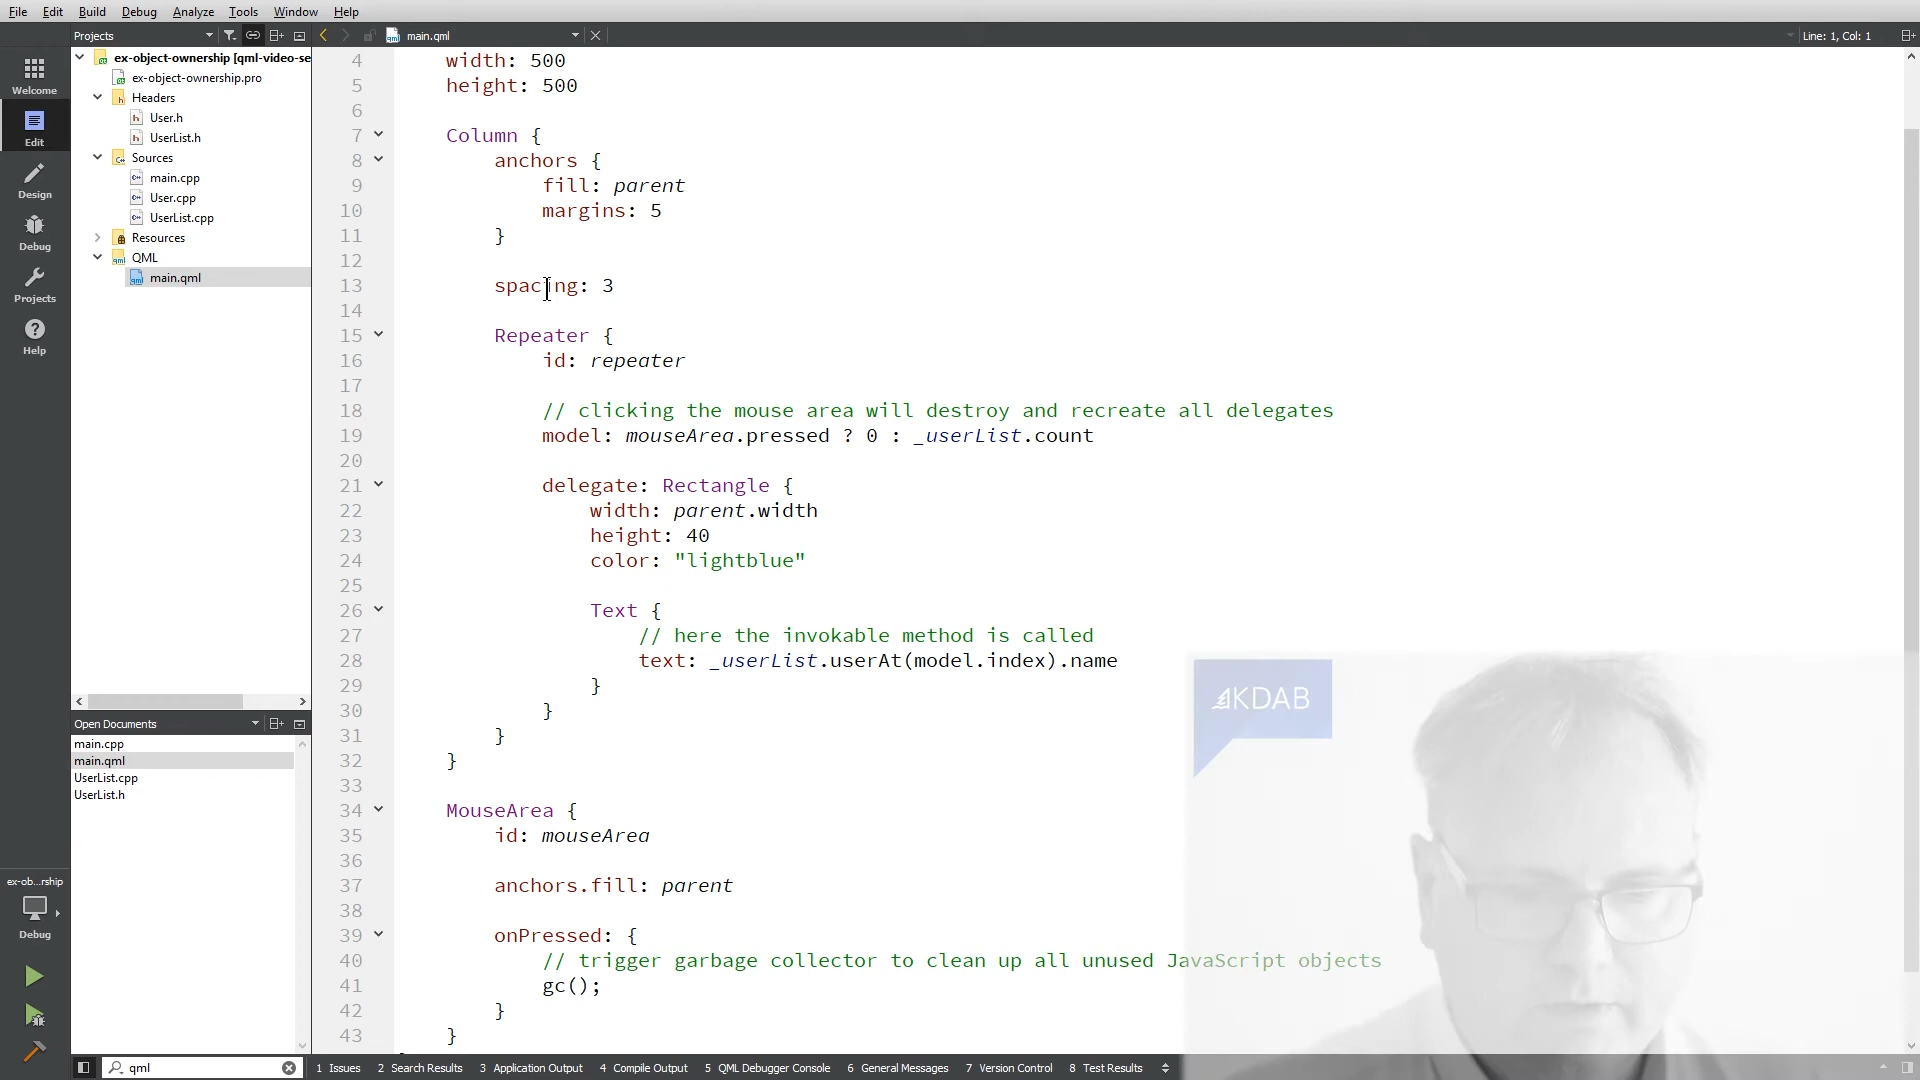 File Edit Build Debug Analyze Tools Window Help
Projects
main.qml
Line: 1, Col: 1
Welcome
Edit
Design
Debug
Projects
Help
ex-object-ownership [qml-video-se
ex-object-ownership.pro
Headers
User.h
UserList.h
Sources
main.cpp
User.cpp
UserList.cpp
Resources
QML
main.qml
Open Documents
main.cpp
main.qml
UserList.cpp
UserList.h
4 width: 500
5 height: 500
6
7 Column {
8 anchors {
9 fill: parent
10 margins: 5
11 }
12
13 spacing: 3
14
15 Repeater {
16 id: repeater
17
18 // clicking the mouse area will destroy and recreate all delegates
19 model: mouseArea.pressed ? 0 : _userList.count
20
21 delegate: Rectangle {
22 width: parent.width
23 height: 40
24 color: "lightblue"
25
26 Text {
27 // here the invokable method is called
28 text: _userList.userAt(model.index).name
29 }
30 }
31 }
32 }
33
34 MouseArea {
35 id: mouseArea
36
37 anchors.fill: parent
38
39 onPressed: {
40 // trigger garbage collector to clean up all unused JavaScript objects
41 gc();
42 }
43 }
KDAB
ex-ob...rship
Debug
qml
1 Issues 2 Search Results 3 Application Output 4 Compile Output 5 QML Debugger Console 6 General Messages 7 Version Control 8 Test Results